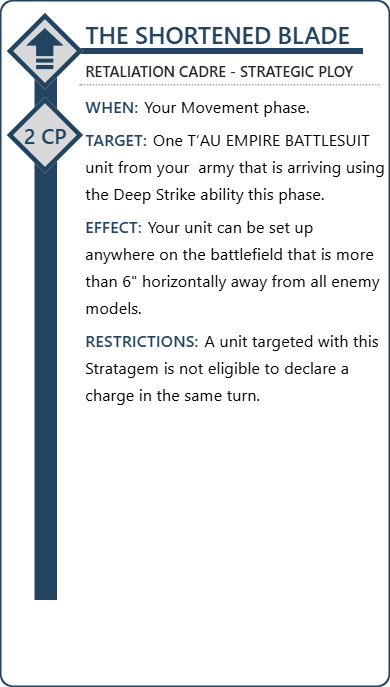 THE SHORTENED BLADE
RETALIATION CADRE - STRATEGIC PLOY
WHEN: Your Movement phase.
2 CP
TARGET: One T’AU EMPIRE BATTLESUIT
unit from your  army that is arriving using
the Deep Strike ability this phase.
EFFECT: Your unit can be set up
anywhere on the battlefield that is more
than 6" horizontally away from all enemy
models.
RESTRICTIONS: A unit targeted with this
Stratagem is not eligible to declare a
charge in the same turn.